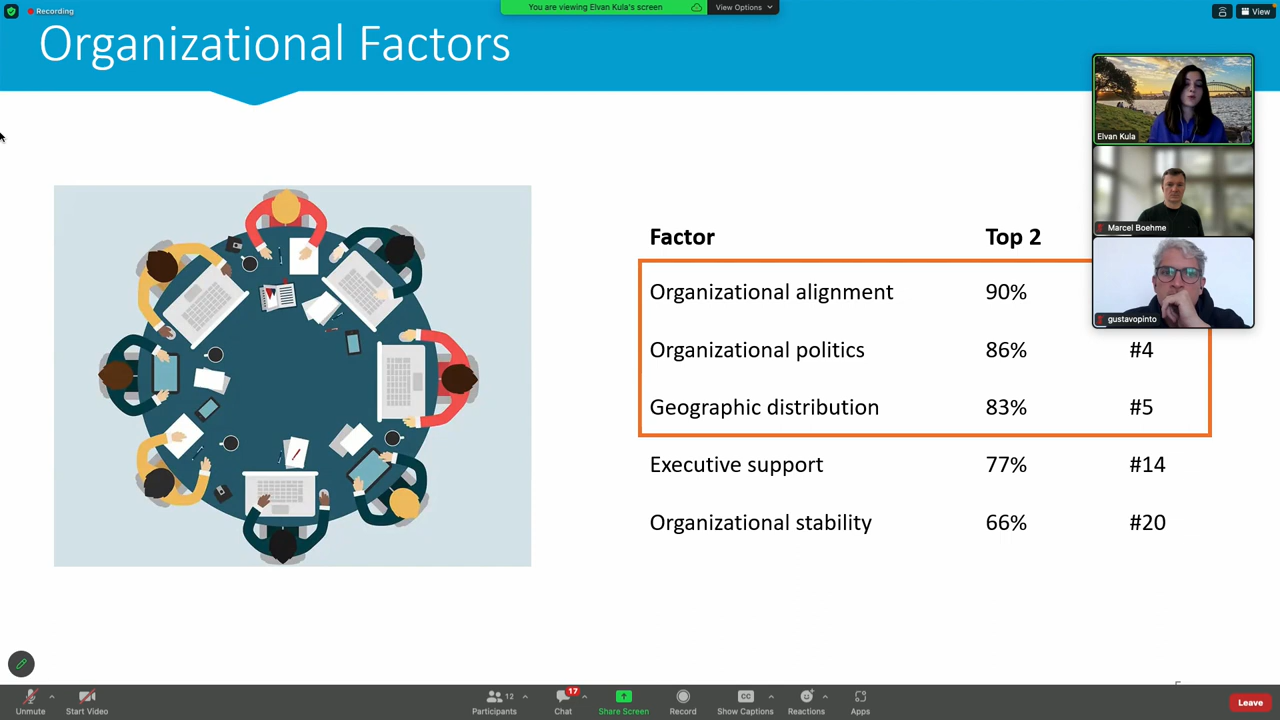 Recording
You are viewing Elvan Kula's screen
View Options
View
Organizational Factors
Elvan Kula
Marcel Boehme
gustavopinto
Factor Top 2
Organizational alignment 90%
Organizational politics 86% #4
Geographic distribution 83% #5
Executive support 77% #14
Organizational stability 66% #20
Unmute
Start Video
12
Participants
17
Chat
Share Screen
Record
CC
Show Captions
Reactions
Apps
Leave